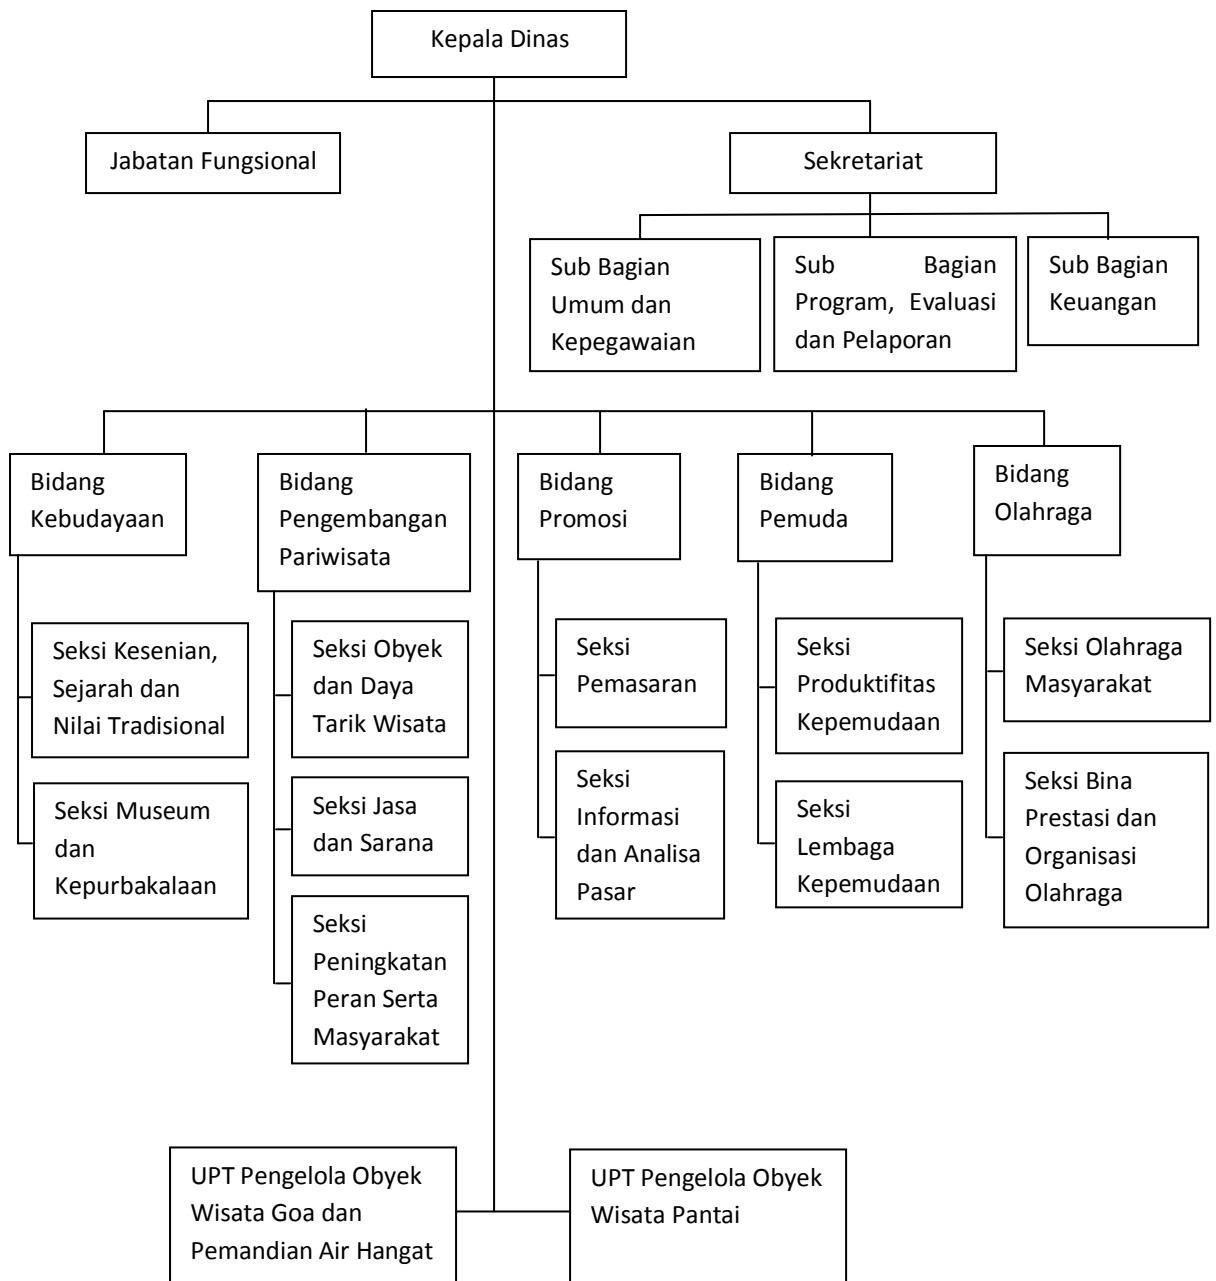 Kepala Dinas
Jabatan Fungsional
Sekretariat
Sub Bagian
Umum dan
Kepegawaian
Sub Bagian
Program, Evaluasi
dan Pelaporan
Sub Bagian
Keuangan
Bidang
Kebudayaan
Bidang
Pengembangan
Pariwisata
Bidang
Promosi
Bidang
Pemuda
Bidang
Olahraga
Seksi Kesenian,
Sejarah dan
Nilai Tradisional
Seksi Museum
dan
Kepurbakalaan
Seksi Obyek
dan Daya
Tarik Wisata
Seksi Jasa
dan Sarana
Seksi
Peningkatan
Peran Serta
Masyarakat
Seksi
Pemasaran
Seksi
Informasi
dan Analisa
Pasar
Seksi
Produktifitas
Kepemudaan
Seksi
Lembaga
Kepemudaan
Seksi Olahraga
Masyarakat
Seksi Bina
Prestasi dan
Organisasi
Olahraga
UPT Pengelola Obyek
Wisata Goa dan
Pemandian Air Hangat
UPT Pengelola Obyek
Wisata Pantai